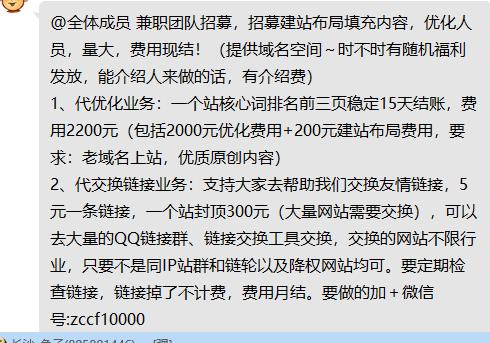 @全体成员 兼职团队招募，招募建站布局填充内容，优化人
员，量大，费用现结！（提供域名空间～时不时有随机福利
发放，能介绍人来做的话，有介绍费）
1、代优化业务：一个站核心词排名前三页稳定15天结账，费
用2200元（包括2000元优化费用+200元建站布局费用，要
求：老域名上站，优质原创内容）
2、代交换链接业务：支持大家去帮助我们交换友情链接，5
元一条链接，一个站封顶300元（大量网站需要交换），可以
去大量的QQ链接群、链接交换工具交换，交换的网站不限行
业，只要不是同IP站群和链轮以及降权网站均可。要定期检
查链接，链接掉了不计费，费用月结。要做的加＋微信
号:zccf10000